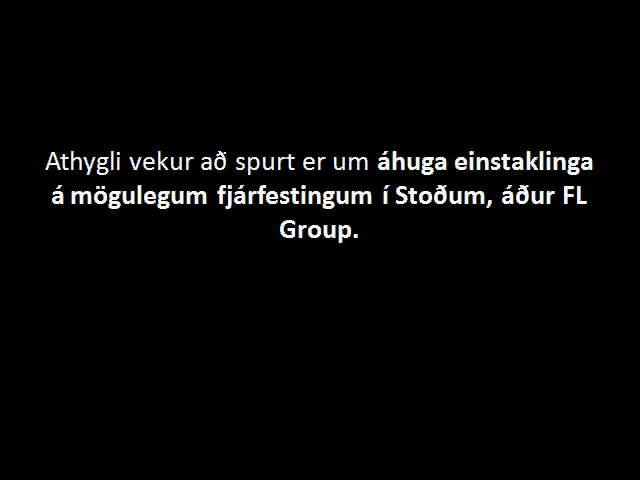 Athygli vekur að spurt er um áhuga einstaklinga
á mögulegum fjárfestingum í Stoðum, áður FL
Group.